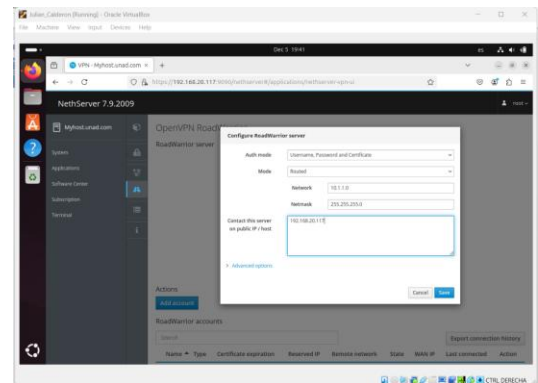 Julian_Calderon [Running] - Oracle VirtualBox
File Machine View Input Devices Help
Dec 5 19:41
es
VPN - Myhost.unad.com
https://192.168.20.117:9090/nethserver#/applications/nethserver-vpn-ui
NethServer 7.9.2009
root
Myhost.unad.com
System
Applications
Software Center
Subscription
Terminal
OpenVPN Road
RoadWarrior server
Configure RoadWarrior server
Auth mode
Username, Password and Certificate
Mode
Routed
Network
10.1.1.0
Netmask
255.255.255.0
Contact this server on public IP / host
192.168.20.117
Advanced options
Cancel
Save
Actions
Add account
RoadWarrior accounts
Search
Export connection history
Name Type Certificate expiration Reserved IP Remote network State WAN IP Last connected Action
CTRL DERECHA